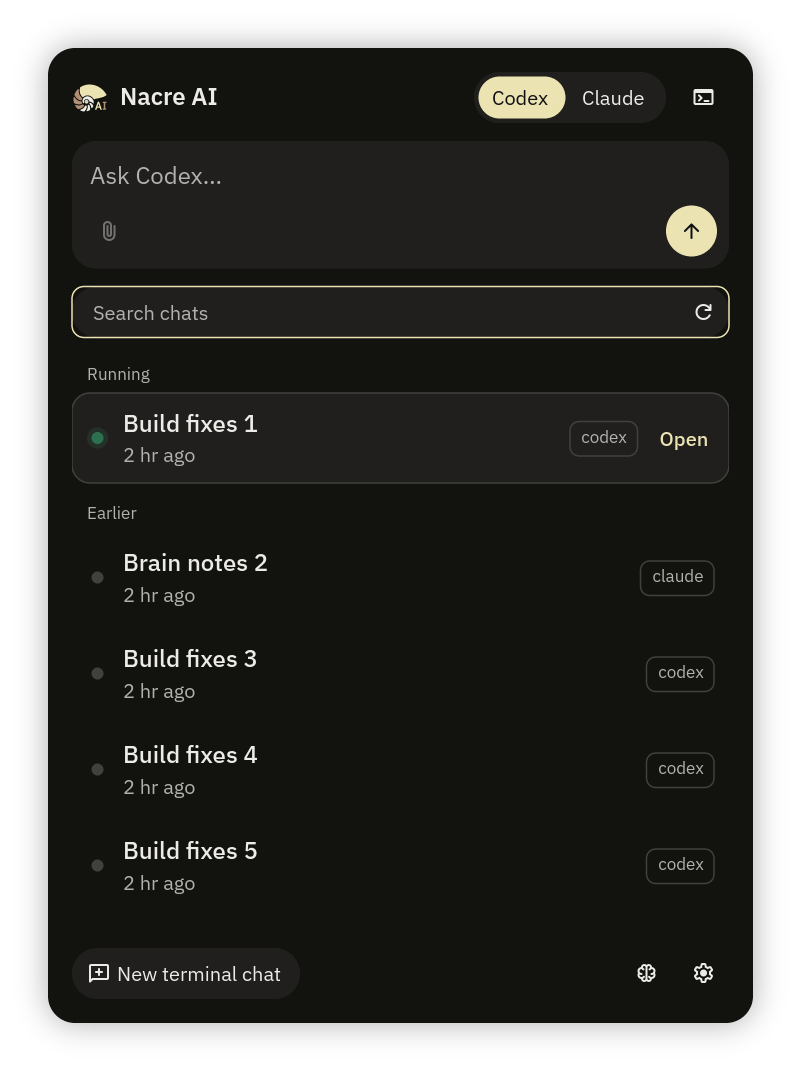 AI
Nacre AI
Codex
Claude
Ask Codex...
Search chats
Running
Build fixes 1
2 hr ago
codex
Open
Earlier
Brain notes 2
2 hr ago
claude
Build fixes 3
2 hr ago
codex
Build fixes 4
2 hr ago
codex
Build fixes 5
2 hr ago
codex
New terminal chat